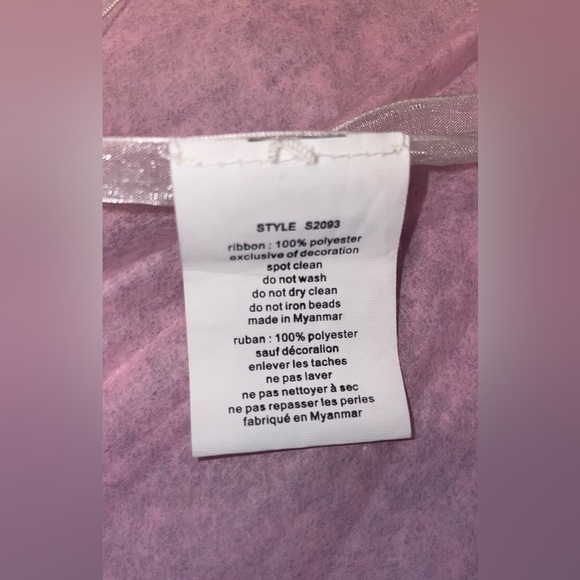 STYLE S2093
ribbon : 100% polyester
exclusive of decoration
spot clean
do not wash
do not dry clean
do not iron beads
made in Myanmar
ruban : 100% polyester
sauf décoralion
enlever les taches
ne pas laver
ne pas nettoyer à sec
ne pas repasser les perles
fabriqué en Myanmar